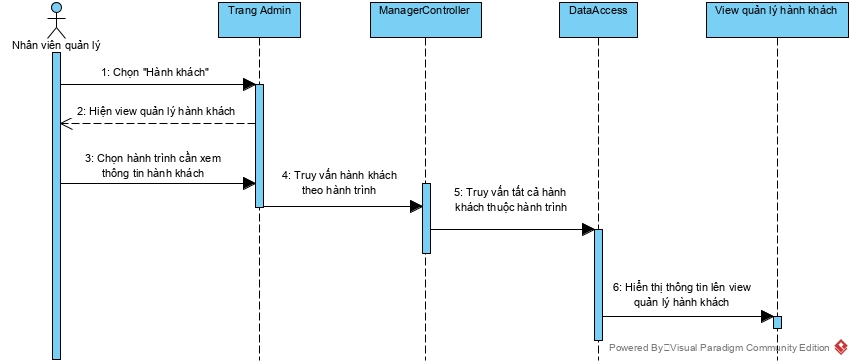 Trang Admin
ManagerController
DataAccess
View quản lý hành khách
Nhân viên quản lý
1: Chọn "Hành khách"
2: Hiện view quản lý hành khách
3: Chọn hành trình cần xem
thông tin hành khách
4: Truy vấn hành khách
theo hành trình
5: Truy vấn tất cả hành
khách thuộc hành trình
6: Hiển thị thông tin lên view
quản lý hành khách
Powered By Visual Paradigm Community Edition